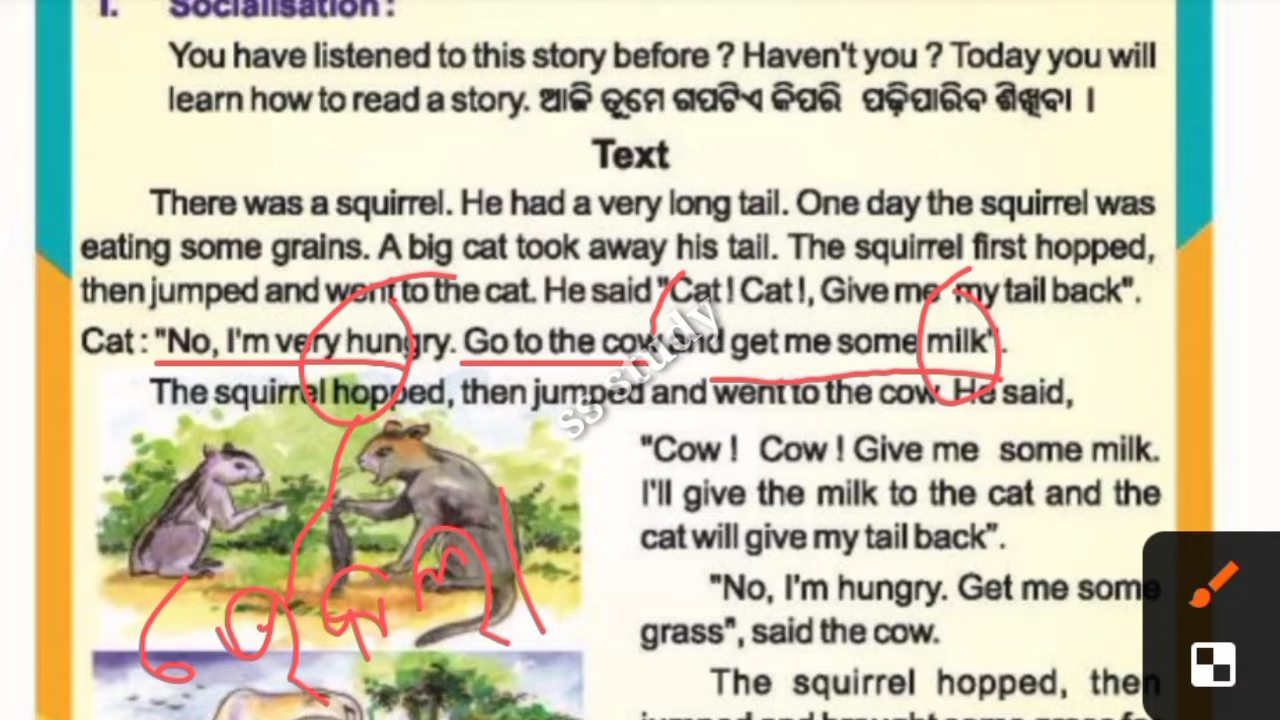 I. Socialisation :
You have listened to this story before ? Haven't you ? Today you will
learn how to read a story. ଆଜି ତୁମେ ଗପଟିଏ କିପରି ପଢ଼ିପାରିବ ଶିଖିବା ।
Text
There was a squirrel. He had a very long tail. One day the squirrel was
eating some grains. A big cat took away his tail. The squirrel first hopped,
then jumped and went to the cat. He said "Cat ! Cat !, Give me my tail back".
Cat : "No, I'm very hungry. Go to the cow and get me some milk".
The squirrel hopped, then jumped and went to the cow. He said,
ss study
"Cow ! Cow ! Give me some milk.
I'll give the milk to the cat and the
cat will give my tail back".
"No, I'm hungry. Get me some
grass", said the cow.
The squirrel hopped, then